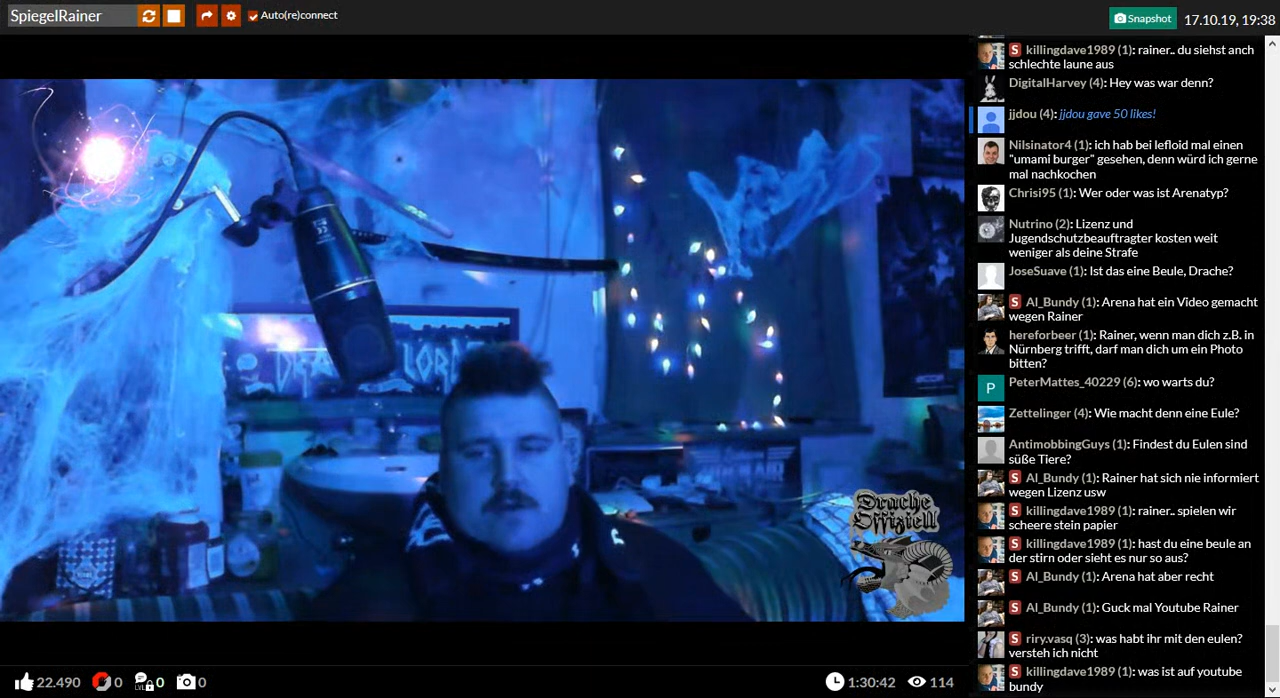 SpiegelRainer
Auto(re)connect
Snapshot
17.10.19, 19:38
S killingdave1989 (1): rainer.. du siehst anch
schlechte laune aus
DigitalHarvey (4): Hey was war denn?
jjdou (4): jjdou gave 50 likes!
Nilsinator4 (1): ich hab bei lefloid mal einen
"umami burger" gesehen, denn würd ich gerne
mal nachkochen
Chrisi95 (1): Wer oder was ist Arenatyp?
Nutrino (2): Lizenz und
Jugendschutzbeauftragter kosten weit
weniger als deine Strafe
JoseSuave (1): Ist das eine Beule, Drache?
S Al_Bundy (1): Arena hat ein Video gemacht
wegen Rainer
hereforbeer (1): Rainer, wenn man dich z.B. in
Nürnberg trifft, darf man dich um ein Photo
bitten?
P PeterMattes_40229 (6): wo warts du?
Zettelinger (4): Wie macht denn eine Eule?
AntimobbingGuys (1): Findest du Eulen sind
süße Tiere?
S Al_Bundy (1): Rainer hat sich nie informiert
wegen Lizenz usw
S killingdave1989 (1): rainer.. spielen wir
scheere stein papier
S killingdave1989 (1): hast du eine beule an
der stirn oder sieht es nur so aus?
S Al_Bundy (1): Arena hat aber recht
S Al_Bundy (1): Guck mal Youtube Rainer
S riry.vasq (3): was habt ihr mit den eulen?
versteh ich nicht
S killingdave1989 (1): was ist auf youtube
bundy
Drache
Offiziell
22.490
0
LVL 0
0
1:30:42
114